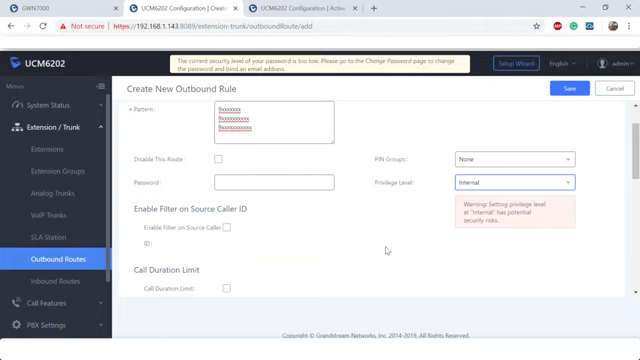 GWN7000
UCM6202 Configuration | Creat
UCM6202 Configuration | Active
Not secure | https://192.168.1.143:8089/extension-trunk/outboundRoute/add
UCM6202
The current security level of your password is too low. Please go to the Change Password page to change
the password and bind an email address.
Setup Wizard
English
admin
Menus
Create New Outbound Rule
Save
Cancel
System Status
Extension / Trunk
Extensions
Extension Groups
Analog Trunks
VoIP Trunks
SLA Station
Outbound Routes
Inbound Routes
Call Features
PBX Settings
* Pattern :
9xxxxxxx
9xxxxxxxxxx
9xxxxxxxxxxx
Disable This Route :
PIN Groups:
None
Password :
Privilege Level :
Internal
Warning: Setting privilege level
at "Internal" has potential
security risks.
Enable Filter on Source Caller ID
Enable Filter on Source Caller
ID :
Call Duration Limit
Call Duration Limit:
Copyright © Grandstream Networks, Inc. 2014-2019. All Rights Reserved.